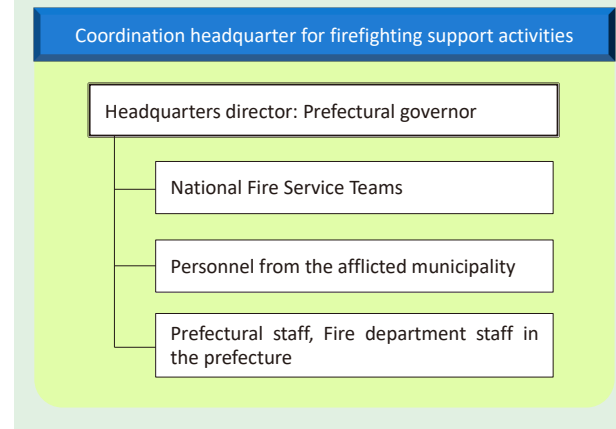 Coordination headquarter for firefighting support activities
Headquarters director: Prefectural governor
National Fire Service Teams
Personnel from the afflicted municipality
Prefectural staff, Fire department staff in
the prefecture